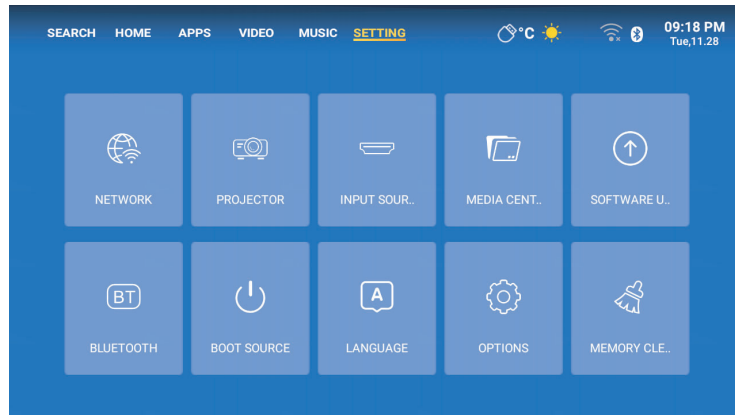 SEARCH HOME APPS VIDEO MUSIC SETTING °C 09:18 PM
Tue,11.28
NETWORK PROJECTOR INPUT SOUR.. MEDIA CENT.. SOFTWARE U..
BT A
BLUETOOTH BOOT SOURCE LANGUAGE OPTIONS MEMORY CLE..